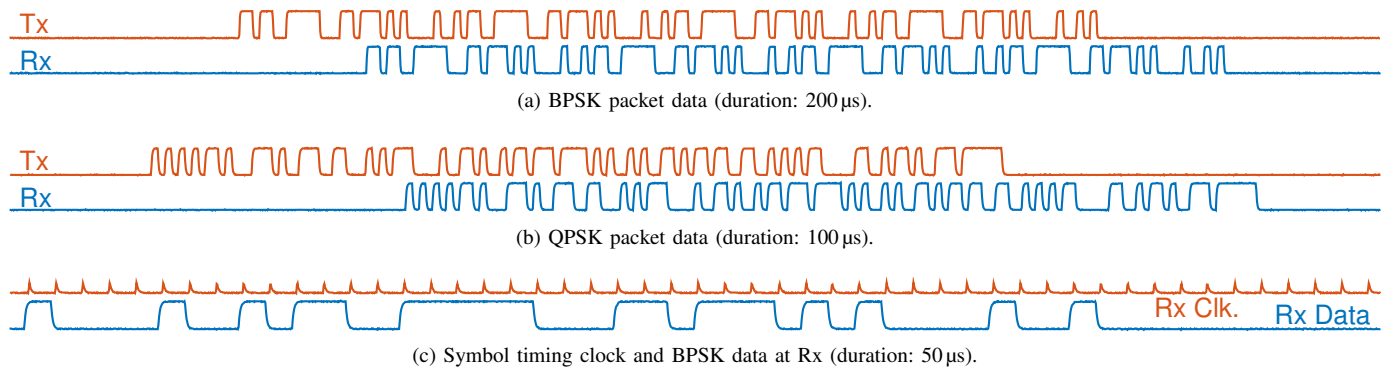 Tx
Rx
(a) BPSK packet data (duration: 200 µs).
Tx
Rx
(b) QPSK packet data (duration: 100 µs).
Rx Clk.
Rx Data
(c) Symbol timing clock and BPSK data at Rx (duration: 50 µs).